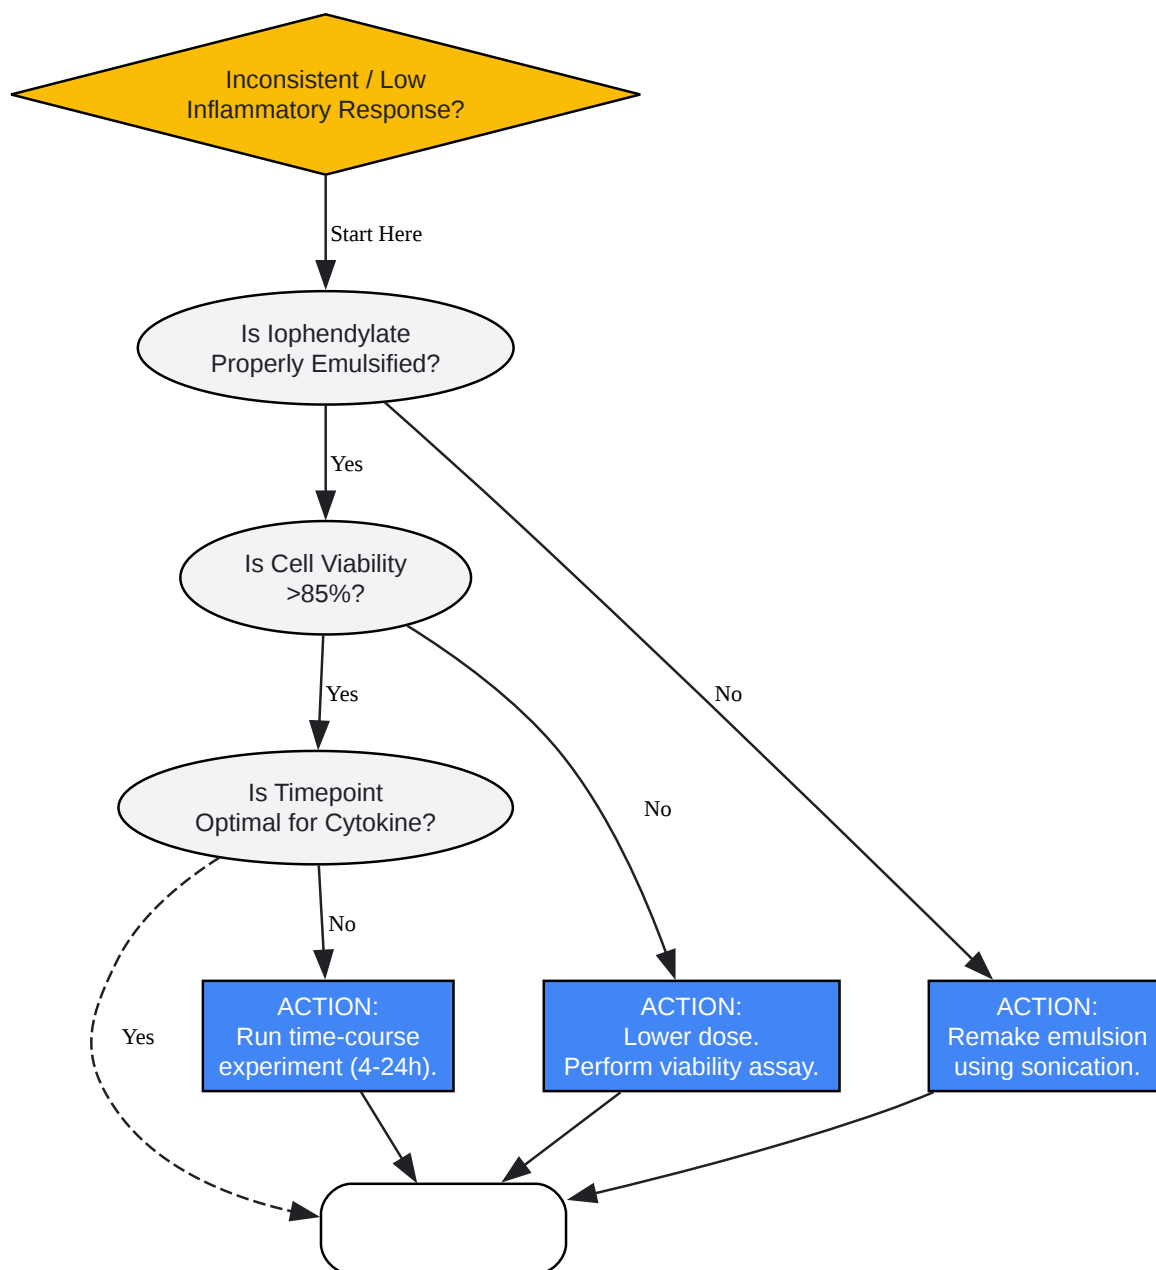 Inconsistent / Low
Inflammatory Response?
Start Here
Is Iophendylate
Properly Emulsified?
Yes
Is Cell Viability
>85%?
Yes
No
Is Timepoint
Optimal for Cytokine?
No
No
Yes
ACTION:
Run time-course
experiment (4-24h).
ACTION:
Lower dose.
Perform viability assay.
ACTION:
Remake emulsion
using sonication.